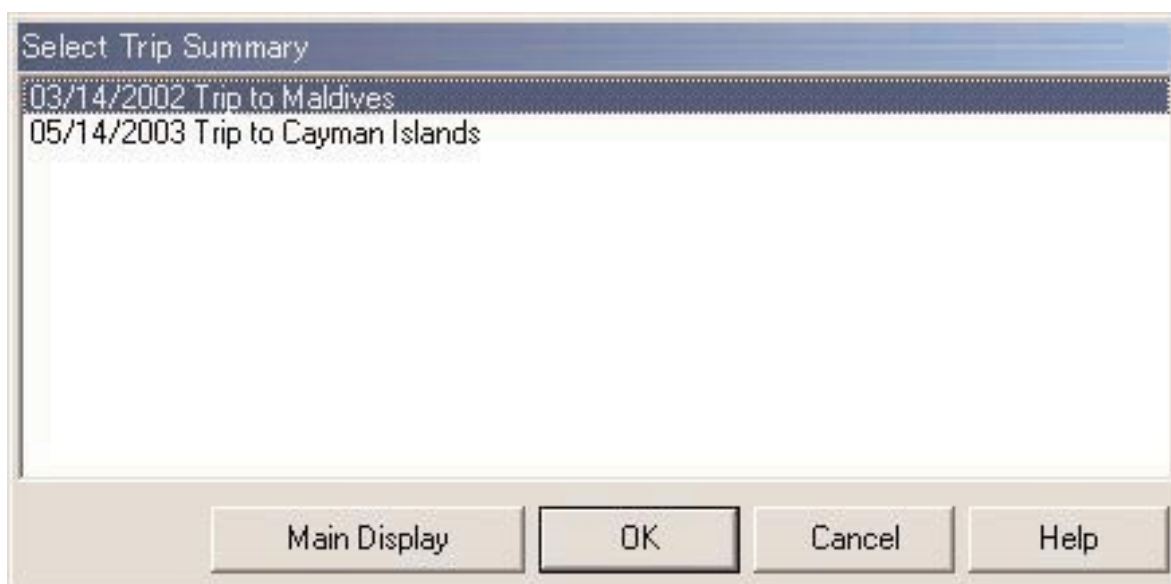 Select Trip Summary
03/14/2002 Trip to Maldives
05/14/2003 Trip to Cayman Islands
Main Display
OK
Cancel
Help